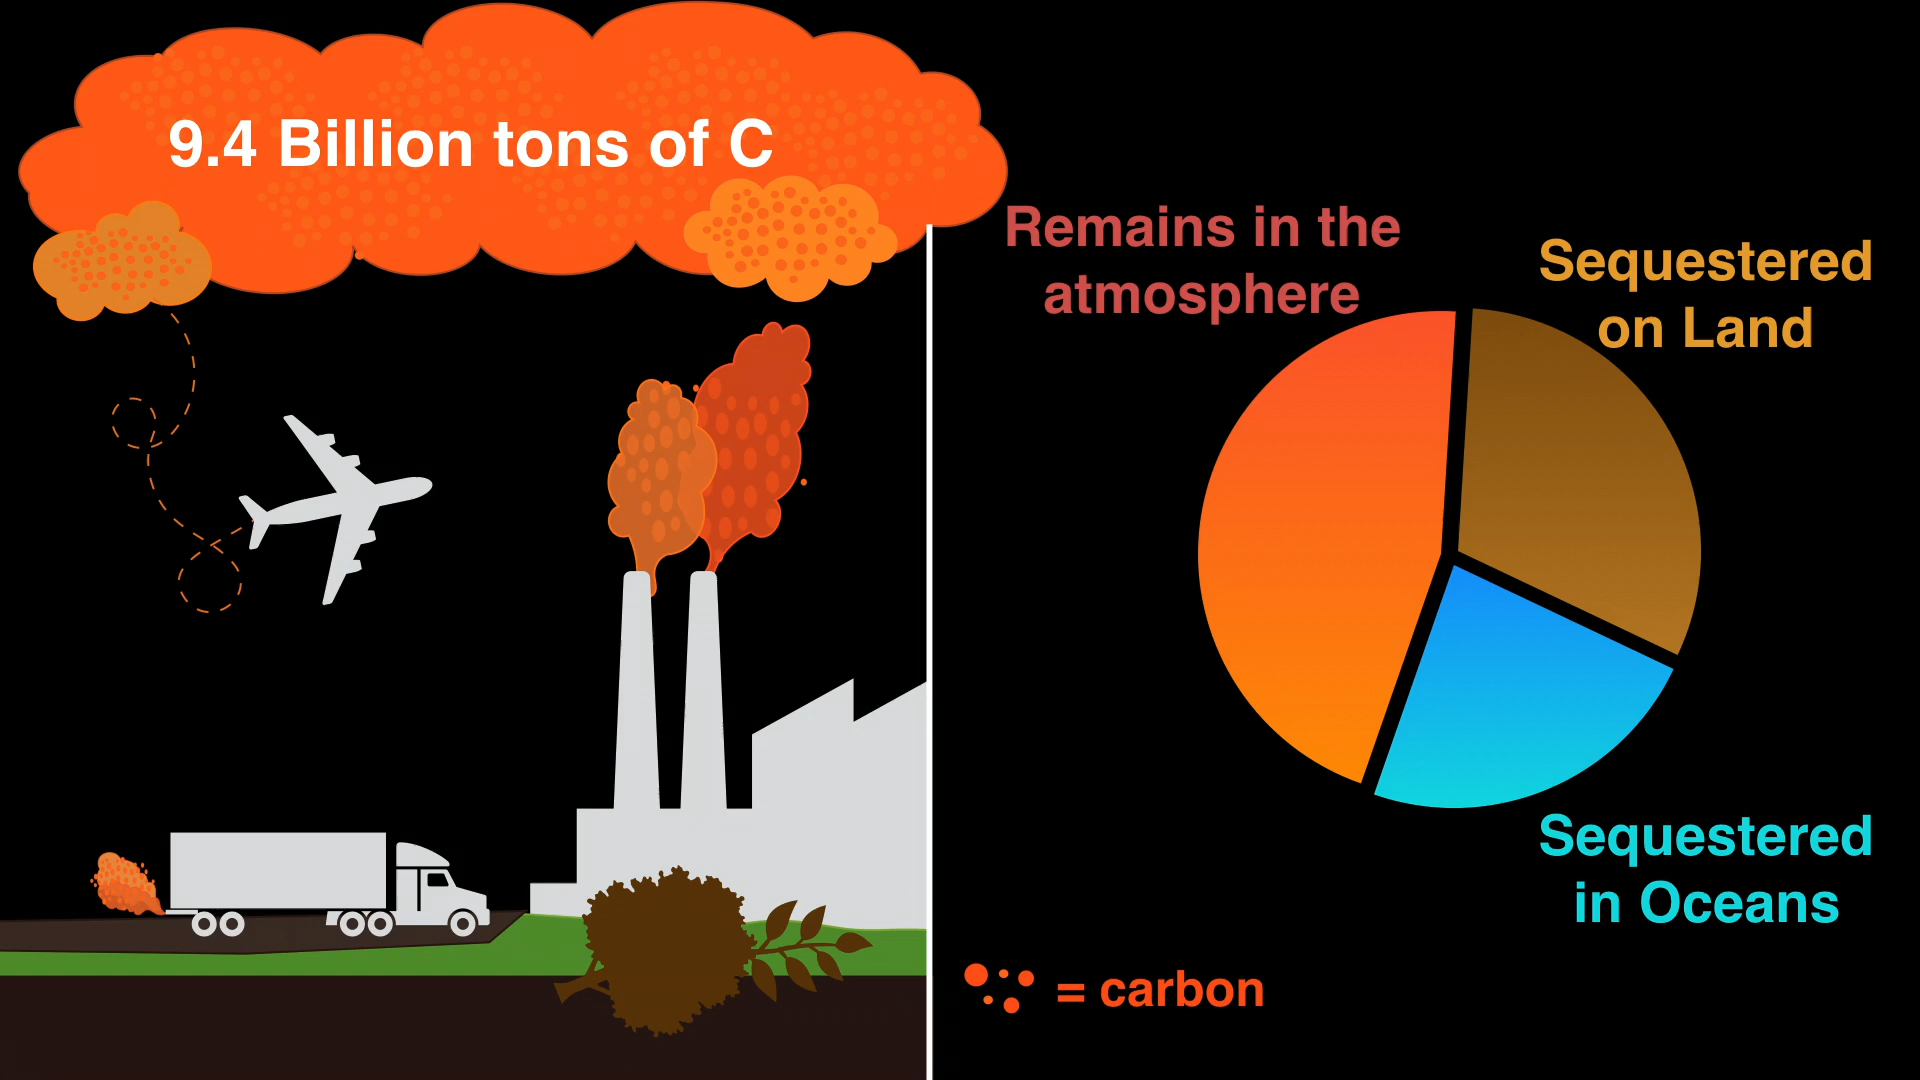 9.4 Billion tons of C
Remains in the
atmosphere
Sequestered
on Land
Sequestered
in Oceans
= carbon